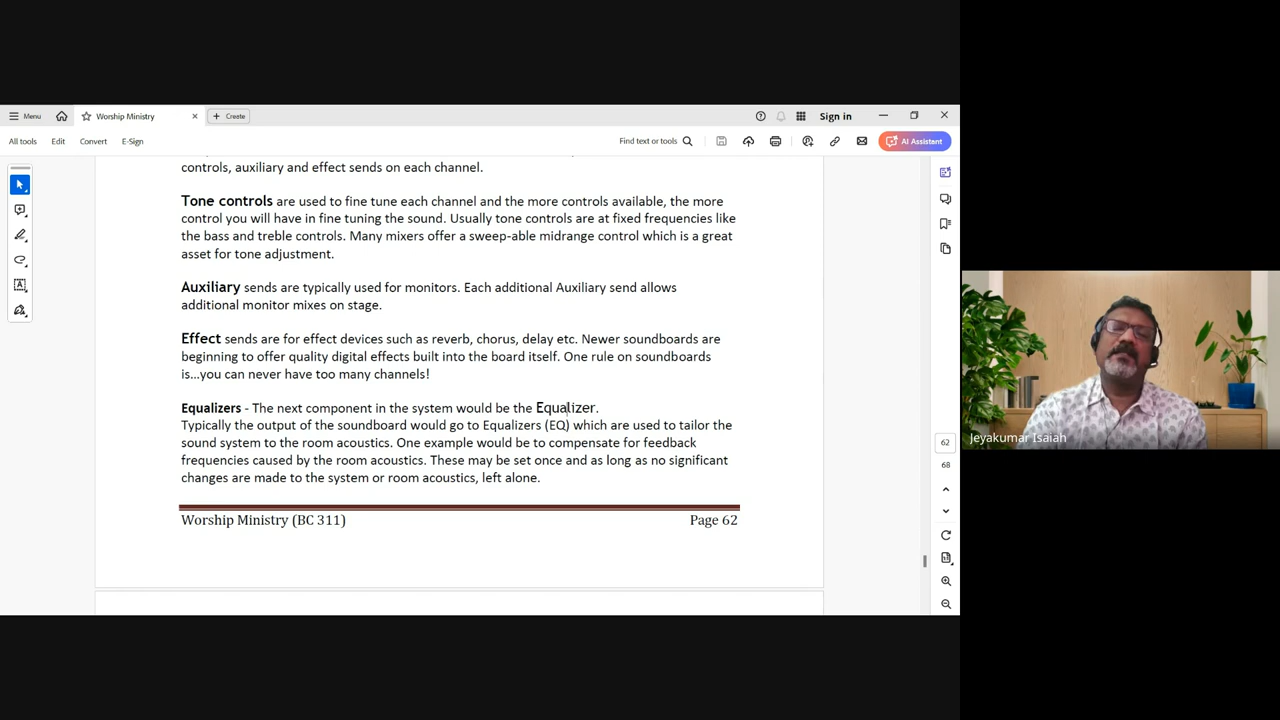 Menu
Worship Ministry
Create
Sign in
All tools
Edit
Convert
E-Sign
Find text or tools
AI Assistant
controls, auxiliary and effect sends on each channel.
Tone controls are used to fine tune each channel and the more controls available, the more
control you will have in fine tuning the sound. Usually tone controls are at fixed frequencies like
the bass and treble controls. Many mixers offer a sweep-able midrange control which is a great
asset for tone adjustment.
Auxiliary sends are typically used for monitors. Each additional Auxiliary send allows
additional monitor mixes on stage.
Effect sends are for effect devices such as reverb, chorus, delay etc. Newer soundboards are
beginning to offer quality digital effects built into the board itself. One rule on soundboards
is...you can never have too many channels!
Equalizers - The next component in the system would be the Equalizer.
Typically the output of the soundboard would go to Equalizers (EQ) which are used to tailor the
sound system to the room acoustics. One example would be to compensate for feedback
frequencies caused by the room acoustics. These may be set once and as long as no significant
changes are made to the system or room acoustics, left alone.
Worship Ministry (BC 311)
Page 62
62
68
Jeyakumar Isaiah